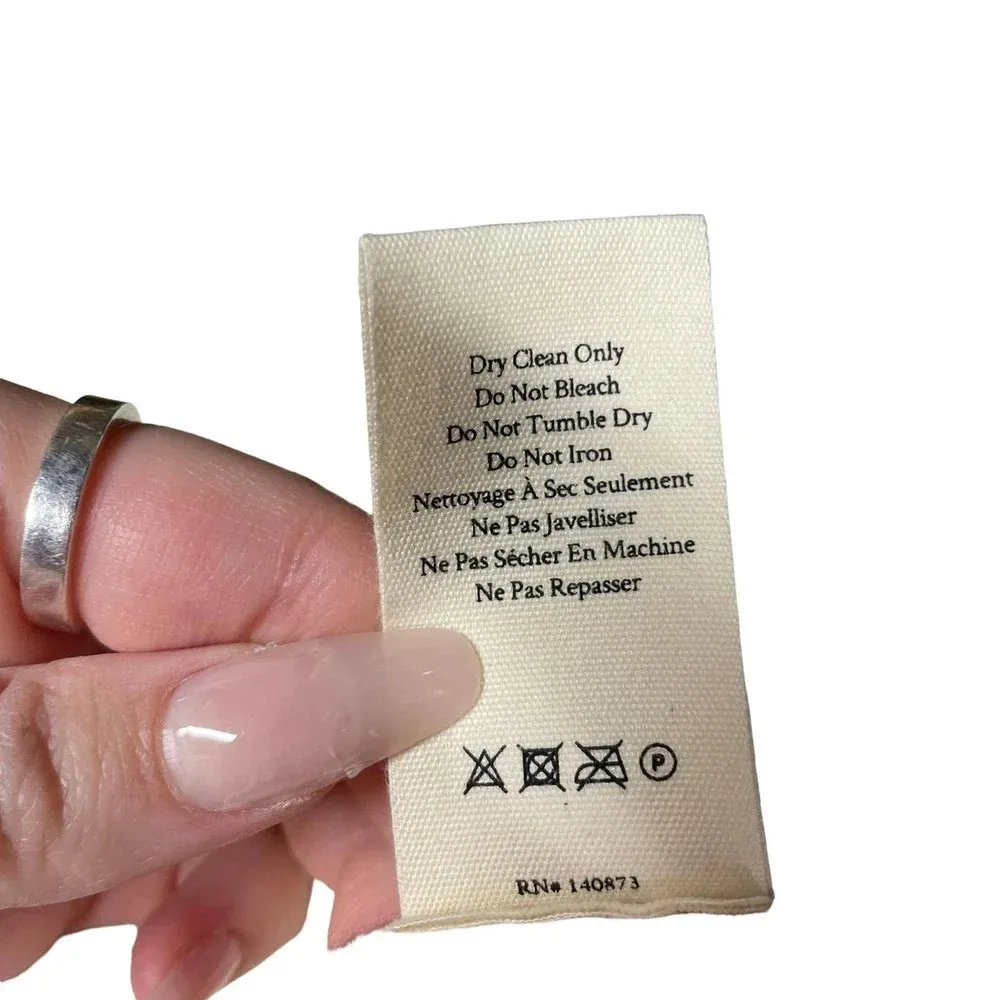 Dry Clean Only
Do Not Bleach
Do Not Tumble Dry
Do Not Iron
Nettoyage À Sec Seulement
Ne Pas Javelliser
Ne Pas Sécher En Machine
Ne Pas Repasser
P
RN# 140873